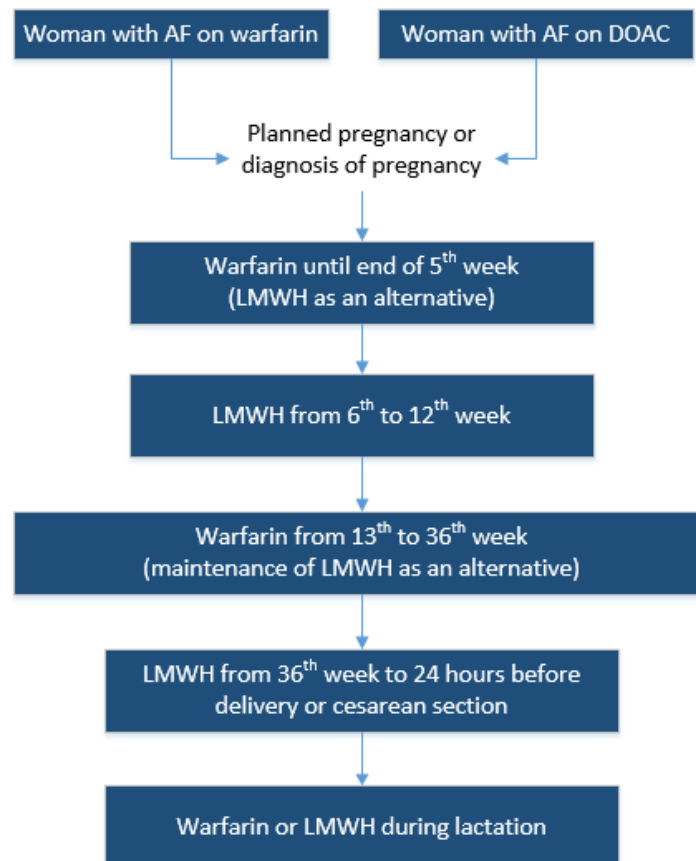 Woman with AF on warfarin
Woman with AF on DOAC
Planned pregnancy or
diagnosis of pregnancy
Warfarin until end of 5th week
(LMWH as an alternative)
LMWH from 6th to 12th week
Warfarin from 13th to 36th week
(maintenance of LMWH as an alternative)
LMWH from 36th week to 24 hours before
delivery or cesarean section
Warfarin or LMWH during lactation